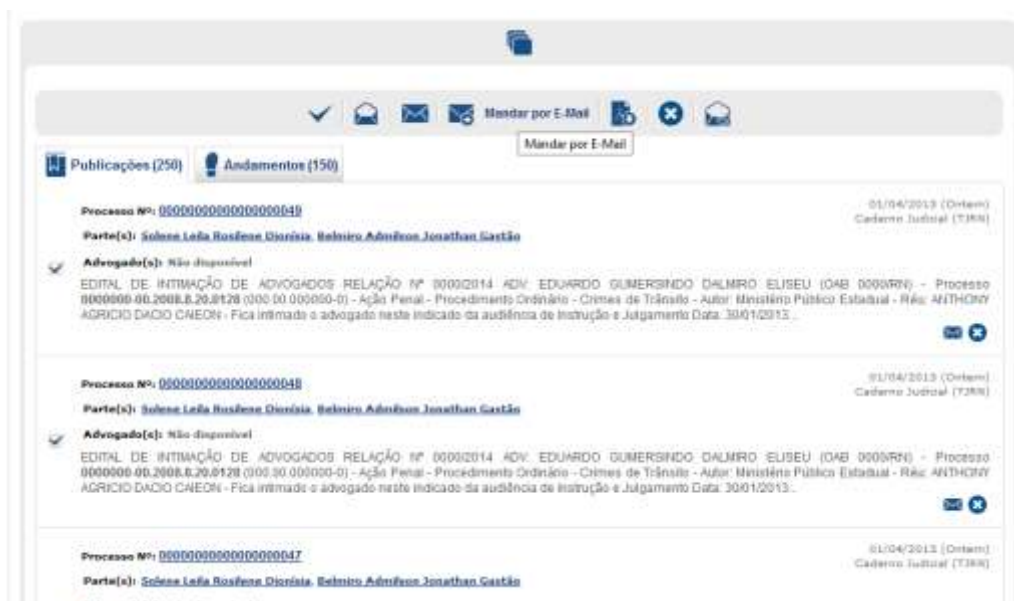 Mandar por E-Mail
Mandar por E-Mail
Publicações (250)
Andamentos (150)
Processo Nº: 00000000000000000049
01/04/2013 (Ontem)
Caderno Judicial (TJRN)
Parte(s): Solene Leila Rosilene Dionísia, Belmiro Admilson Jonathan Gastão
Advogado(s): Não disponível
EDITAL DE INTIMAÇÃO DE ADVOGADOS RELAÇÃO Nº 0000/2014 ADV: EDUARDO GUMERSINDO DALMIRO ELISEU (OAB 0000/RN) - Processo
0000000-00.2008.8.20.0128 (000.00.000000-0) - Ação Penal - Procedimento Ordinário - Crimes de Trânsito - Autor: Ministério Público Estadual - Réu: ANTHONY
AGRICIO DACIO CAIEON - Fica intimado o advogado neste indicado da audiência de Instrução e Julgamento Data: 30/01/2013...
Processo Nº: 00000000000000000048
01/04/2013 (Ontem)
Caderno Judicial (TJRN)
Parte(s): Solene Leila Rosilene Dionísia, Belmiro Admilson Jonathan Gastão
Advogado(s): Não disponível
EDITAL DE INTIMAÇÃO DE ADVOGADOS RELAÇÃO Nº 0000/2014 ADV: EDUARDO GUMERSINDO DALMIRO ELISEU (OAB 0000/RN) - Processo
0000000-00.2008.8.20.0128 (000.00.000000-0) - Ação Penal - Procedimento Ordinário - Crimes de Trânsito - Autor: Ministério Público Estadual - Réu: ANTHONY
AGRICIO DACIO CAIEON - Fica intimado o advogado neste indicado da audiência de Instrução e Julgamento Data: 30/01/2013...
Processo Nº: 00000000000000000047
01/04/2013 (Ontem)
Caderno Judicial (TJRN)
Parte(s): Solene Leila Rosilene Dionísia, Belmiro Admilson Jonathan Gastão